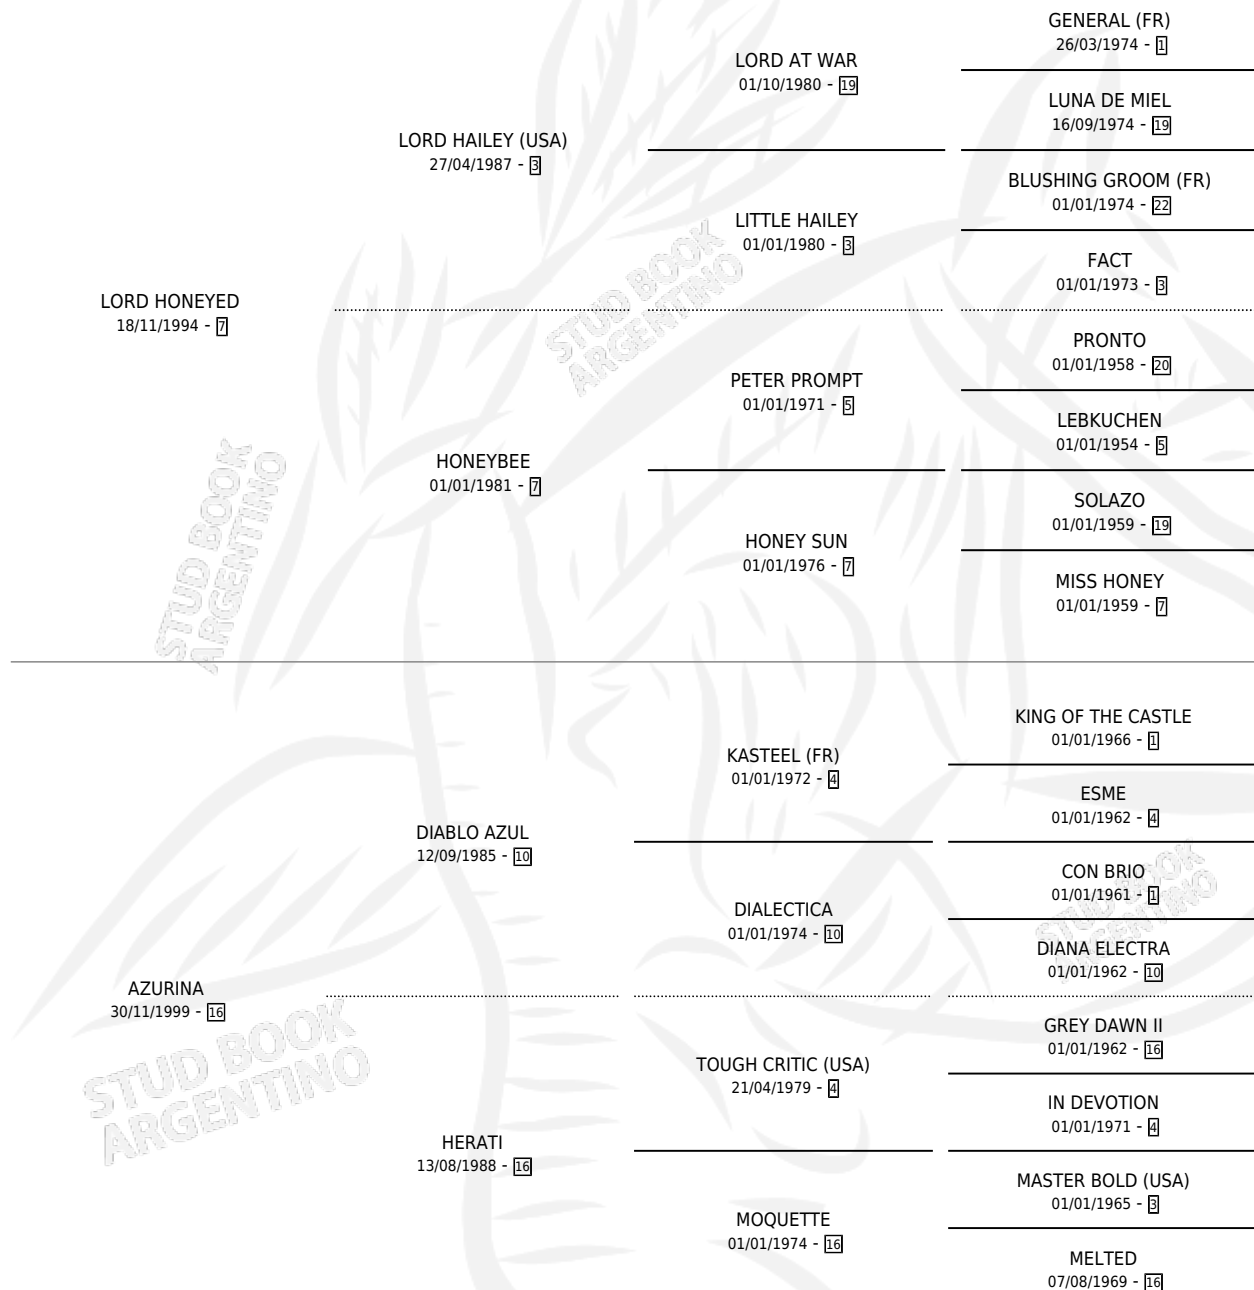 GENERAL (FR)
26/03/1974 - 1
LORD AT WAR
01/10/1980 - 19
LUNA DE MIEL
16/09/1974 - 19
LORD HAILEY (USA)
27/04/1987 - 3
BLUSHING GROOM (FR)
01/01/1974 - 22
LITTLE HAILEY
01/01/1980 - 3
FACT
01/01/1973 - 3
LORD HONEYED
18/11/1994 - 7
PRONTO
01/01/1958 - 20
PETER PROMPT
01/01/1971 - 5
LEBKUCHEN
01/01/1954 - 5
HONEYBEE
01/01/1981 - 7
SOLAZO
01/01/1959 - 19
HONEY SUN
01/01/1976 - 7
MISS HONEY
01/01/1959 - 7
KING OF THE CASTLE
01/01/1966 - 1
KASTEEL (FR)
01/01/1972 - 4
ESME
01/01/1962 - 4
DIABLO AZUL
12/09/1985 - 10
CON BRIO
01/01/1961 - 1
DIALECTICA
01/01/1974 - 10
DIANA ELECTRA
01/01/1962 - 10
AZURINA
30/11/1999 - 16
GREY DAWN II
01/01/1962 - 16
TOUGH CRITIC (USA)
21/04/1979 - 4
IN DEVOTION
01/01/1971 - 4
HERATI
13/08/1988 - 16
MASTER BOLD (USA)
01/01/1965 - 3
MOQUETTE
01/01/1974 - 16
MELTED
07/08/1969 - 16
STUD BOOK
ARGENTINO
STUD BOOK
ARGENTINO
STUD BOOK
ARGENTINO
STUD BOOK
ARGENTINO